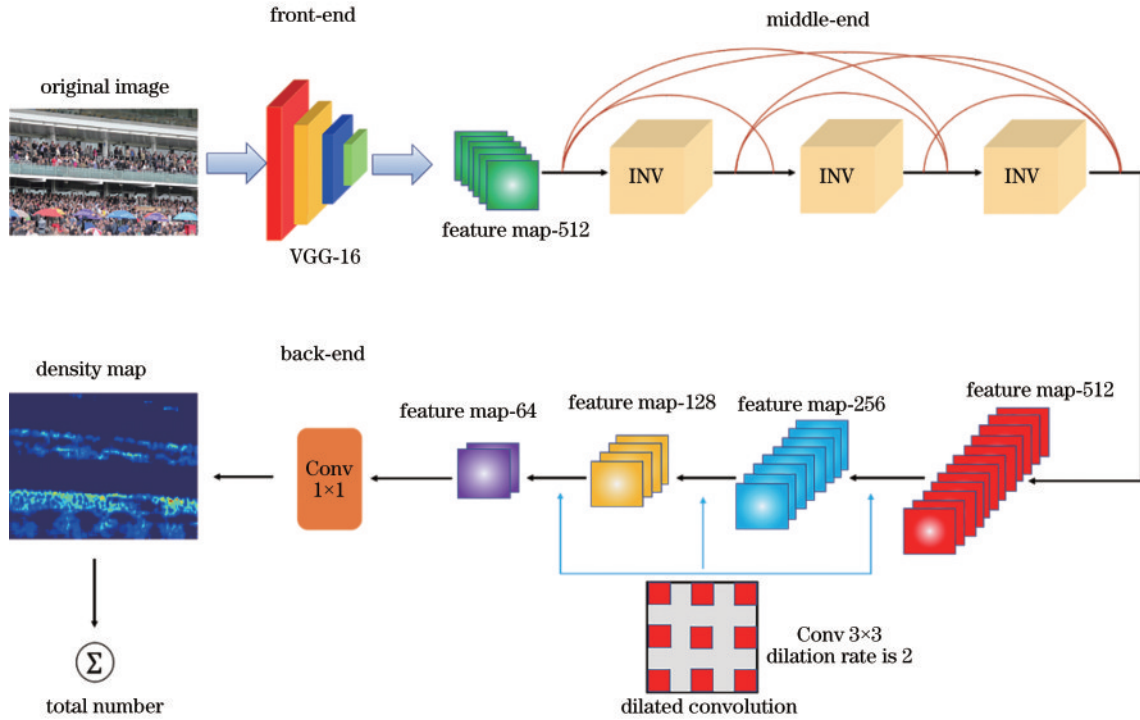 front-end
middle-end
original image
INV
INV
INV
feature map-512
VGG-16
back-end
density map
feature map-64
feature map-128
feature map-256
feature map-512
Conv
1×1
Conv 3×3
dilation rate is 2
Σ
total number
dilated convolution